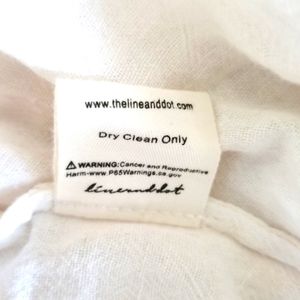 www.thelineanddot.com
Dry Clean Only
⚠WARNING:Cancer and Reproductive
Harm-www.P65Warnings.ca.gov
lineanddot